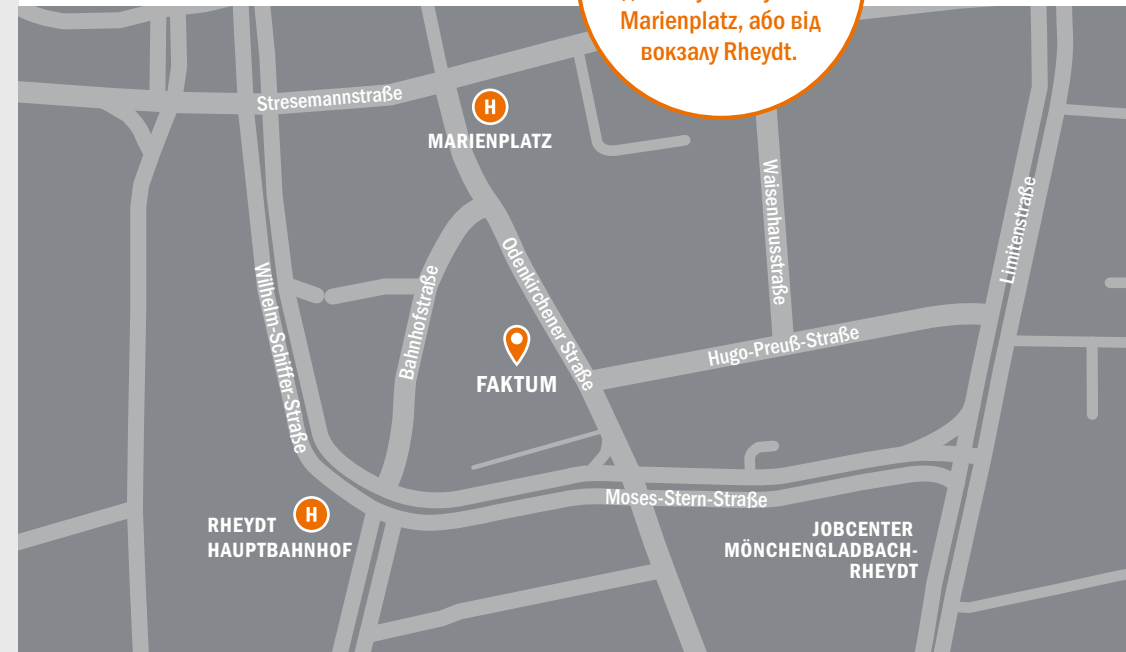 Marienplatz, або від
вокзалу Rheydt.
Stresemannstraße
MARIENPLATZ
Waisenhausstraße
Limitenstraße
Odenkirchener Straße
Wilhelm-Schiffer-Straße
Bahnhofstraße
Hugo-Preuß-Straße
FAKTUM
Moses-Stern-Straße
H
H
RHEYDT
HAUPTBAHNHOF
JOBCENTER
MÖNCHENGLADBACH-
RHEYDT